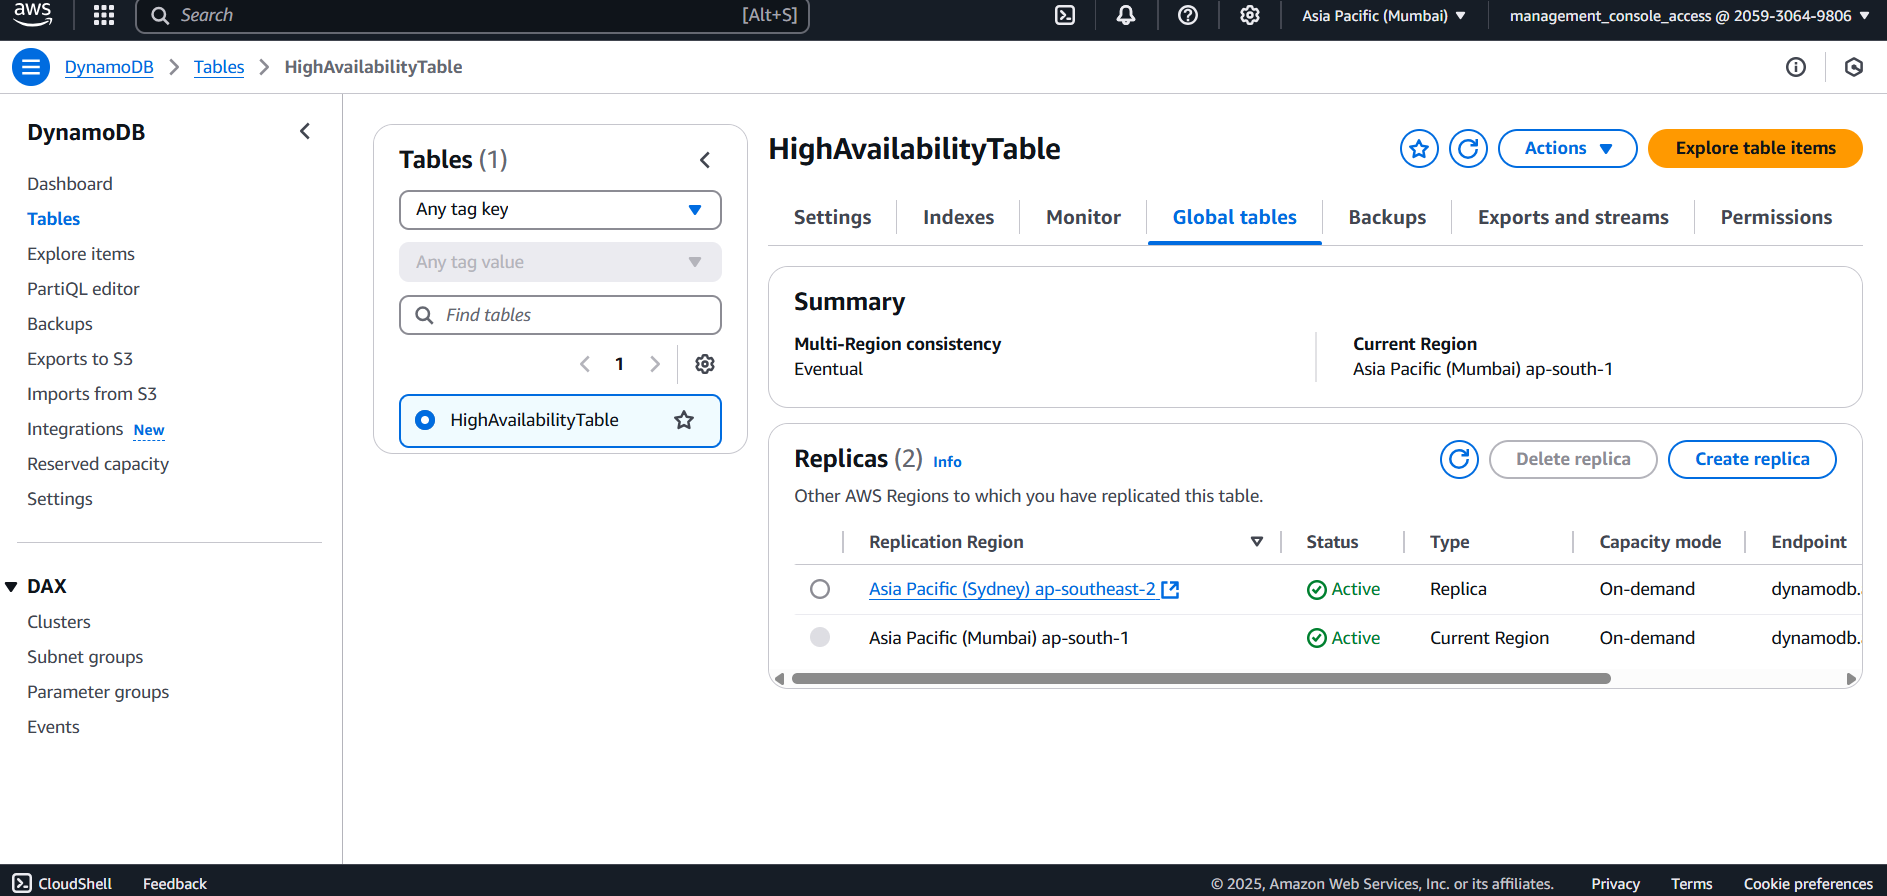 aws
Search [Alt+S]
Asia Pacific (Mumbai)
management_console_access @ 2059-3064-9806
DynamoDB > Tables > HighAvailabilityTable
DynamoDB
Dashboard
Tables
Explore items
PartiQL editor
Backups
Exports to S3
Imports from S3
Integrations New
Reserved capacity
Settings
DAX
Clusters
Subnet groups
Parameter groups
Events
Tables (1)
Any tag key
Any tag value
Find tables
1
HighAvailabilityTable
HighAvailabilityTable
Actions
Explore table items
Settings
Indexes
Monitor
Global tables
Backups
Exports and streams
Permissions
Summary
Multi-Region consistency
Eventual
Current Region
Asia Pacific (Mumbai) ap-south-1
Replicas (2) Info
Delete replica
Create replica
Other AWS Regions to which you have replicated this table.
Replication Region Status Type Capacity mode Endpoint
Asia Pacific (Sydney) ap-southeast-2 Active Replica On-demand dynamodb.
Asia Pacific (Mumbai) ap-south-1 Active Current Region On-demand dynamodb.
CloudShell Feedback © 2025, Amazon Web Services, Inc. or its affiliates. Privacy Terms Cookie preferences